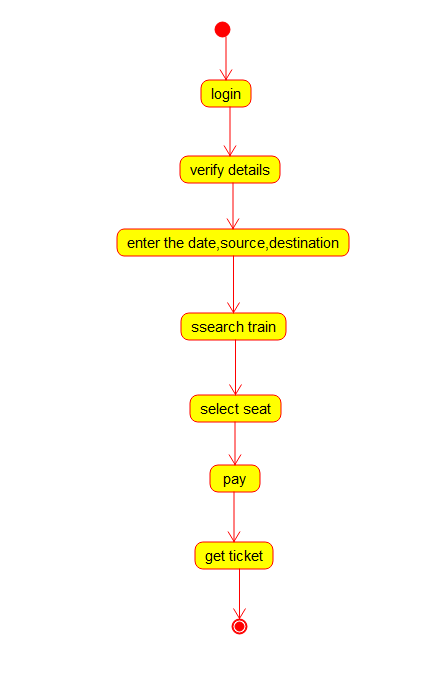 login
verify details
enter the date,source,destination
ssearch train
select seat
pay
get ticket